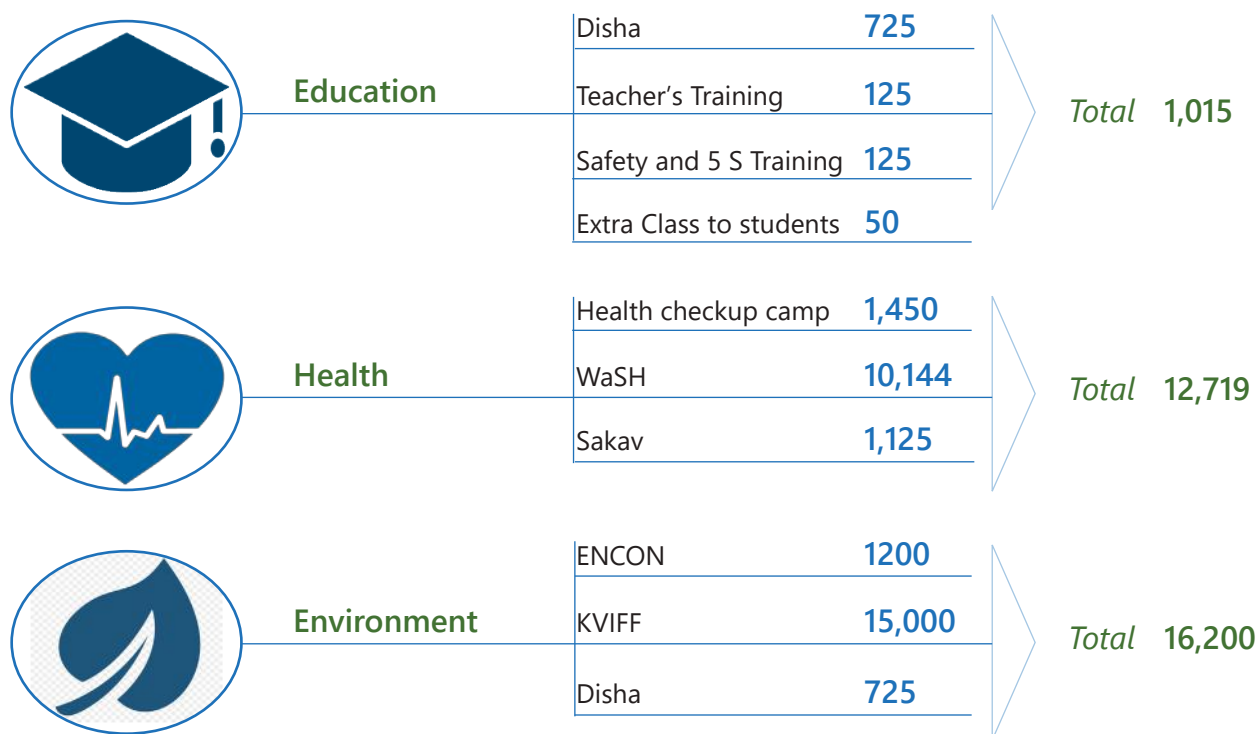 Disha 725
Education
Teacher’s Training 125
Total 1,015
Safety and 5 S Training 125
Extra Class to students 50
Health checkup camp 1,450
Health
WaSH 10,144
Total 12,719
Sakav 1,125
ENCON 1200
Environment
KVIFF 15,000
Total 16,200
Disha 725